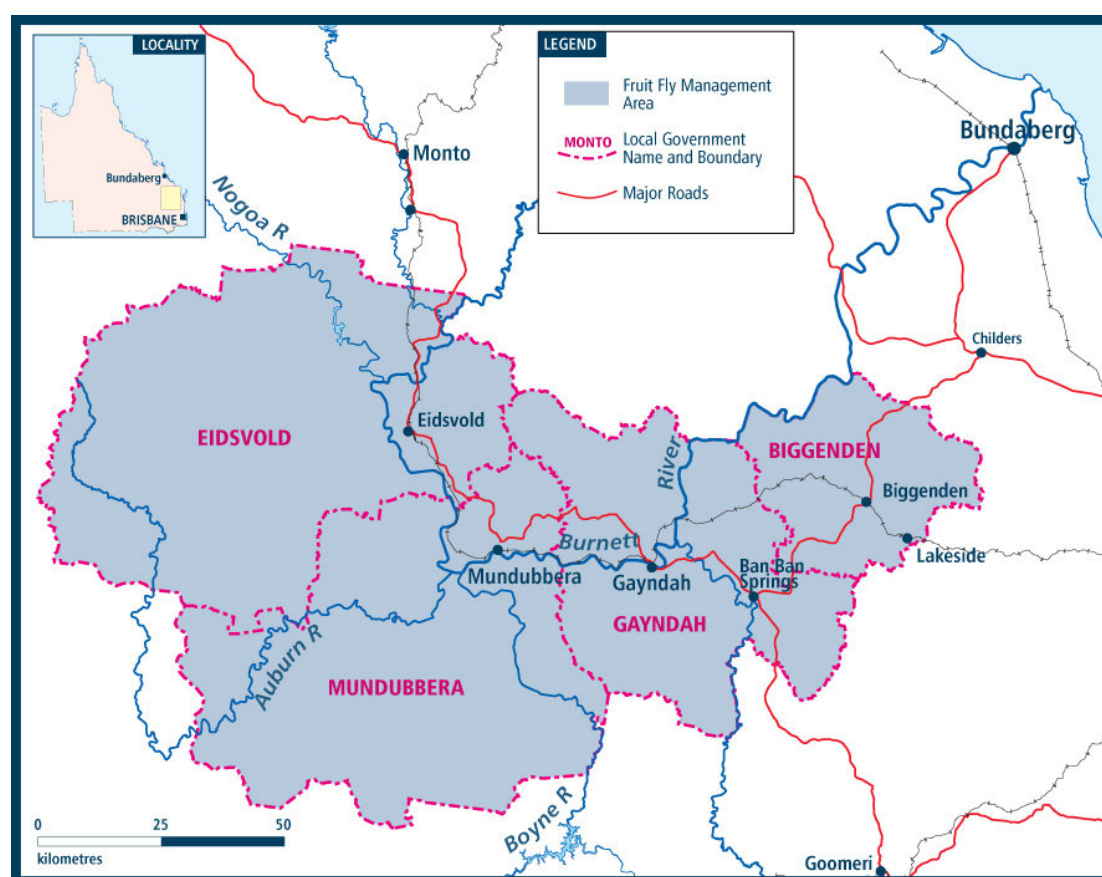 LOCALITY
Bundaberg
BRISBANE
LEGEND
Fruit Fly Management
Area
MONTO
Local Government
Name and Boundary
Major Roads
Bundaberg
Monto
Nogoa R
Childers
EIDSVOLD
Eidsvold
River
BIGGENDEN
Biggenden
Burnett
Lakeside
Mundubbera
Gayndah
Ban Ban
Springs
GAYNDAH
Auburn R
MUNDUBBERA
Boyne R
0
25
50
kilometres
Goomeri